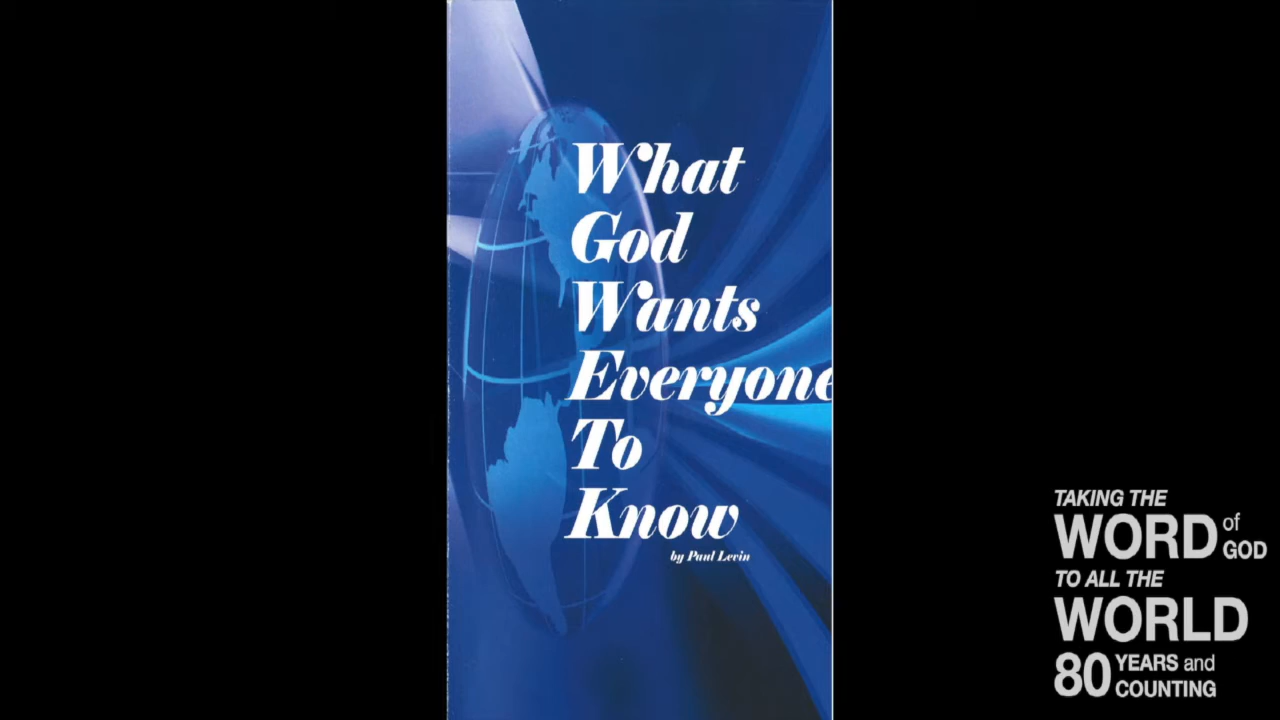 What
God
Wants
Everyone
To
Know
by Paul Levin
TAKING THE
WORD of GOD
TO ALL THE
WORLD
80 YEARS and
COUNTING